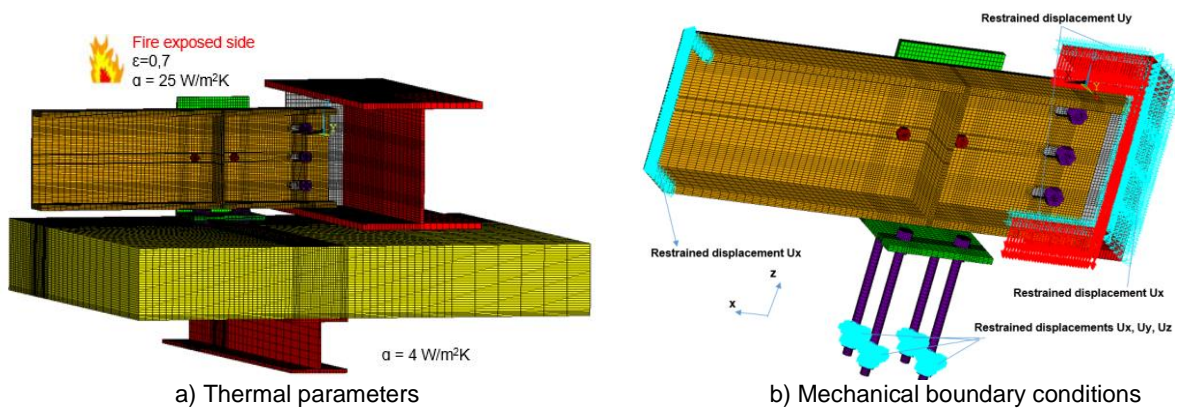 Fire exposed side
ε=0,7
α = 25 W/m²K
Y
α = 4 W/m²K
a) Thermal parameters
Restrained displacement Uy
Y
Restrained displacement Ux
z
x
Restrained displacement Ux
Restrained displacements Ux, Uy, Uz
b) Mechanical boundary conditions